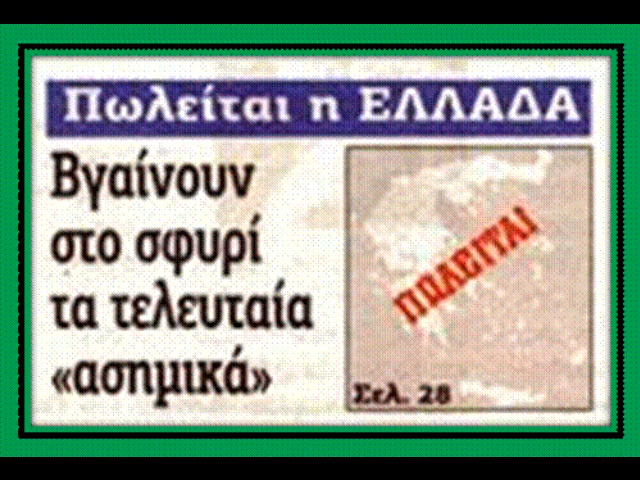 Πωλείται η ΕΛΛΑΔΑ
Βγαίνουν
στο σφυρί
τα τελευταία
«ασημικά»
ΠΩΛΕΙΤΑΙ
Σελ. 28